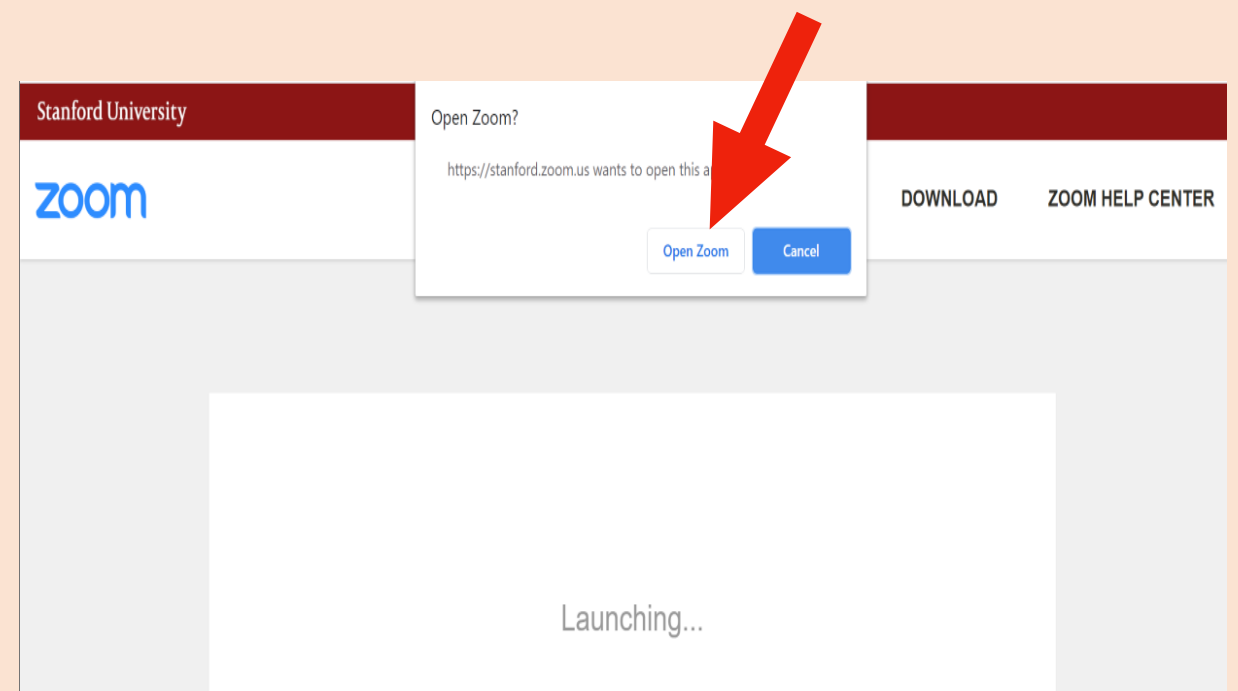 Stanford University
Open Zoom?
https://stanford.zoom.us wants to open this
Open Zoom
Cancel
zoom
DOWNLOAD
ZOOM HELP CENTER
Launching...